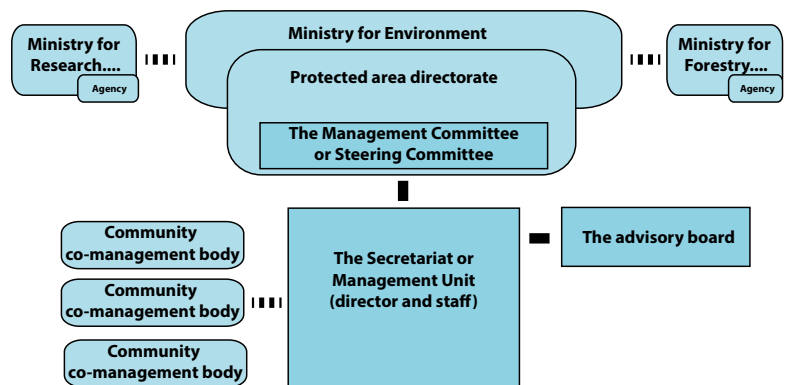 Ministry for
Research....
Agency
Ministry for Environment
Ministry for
Forestry....
Agency
Protected area directorate
The Management Committee
or Steering Committee
Community
co-management body
Community
co-management body
Community
co-management body
The Secretariat or
Management Unit
(director and staff)
The advisory board